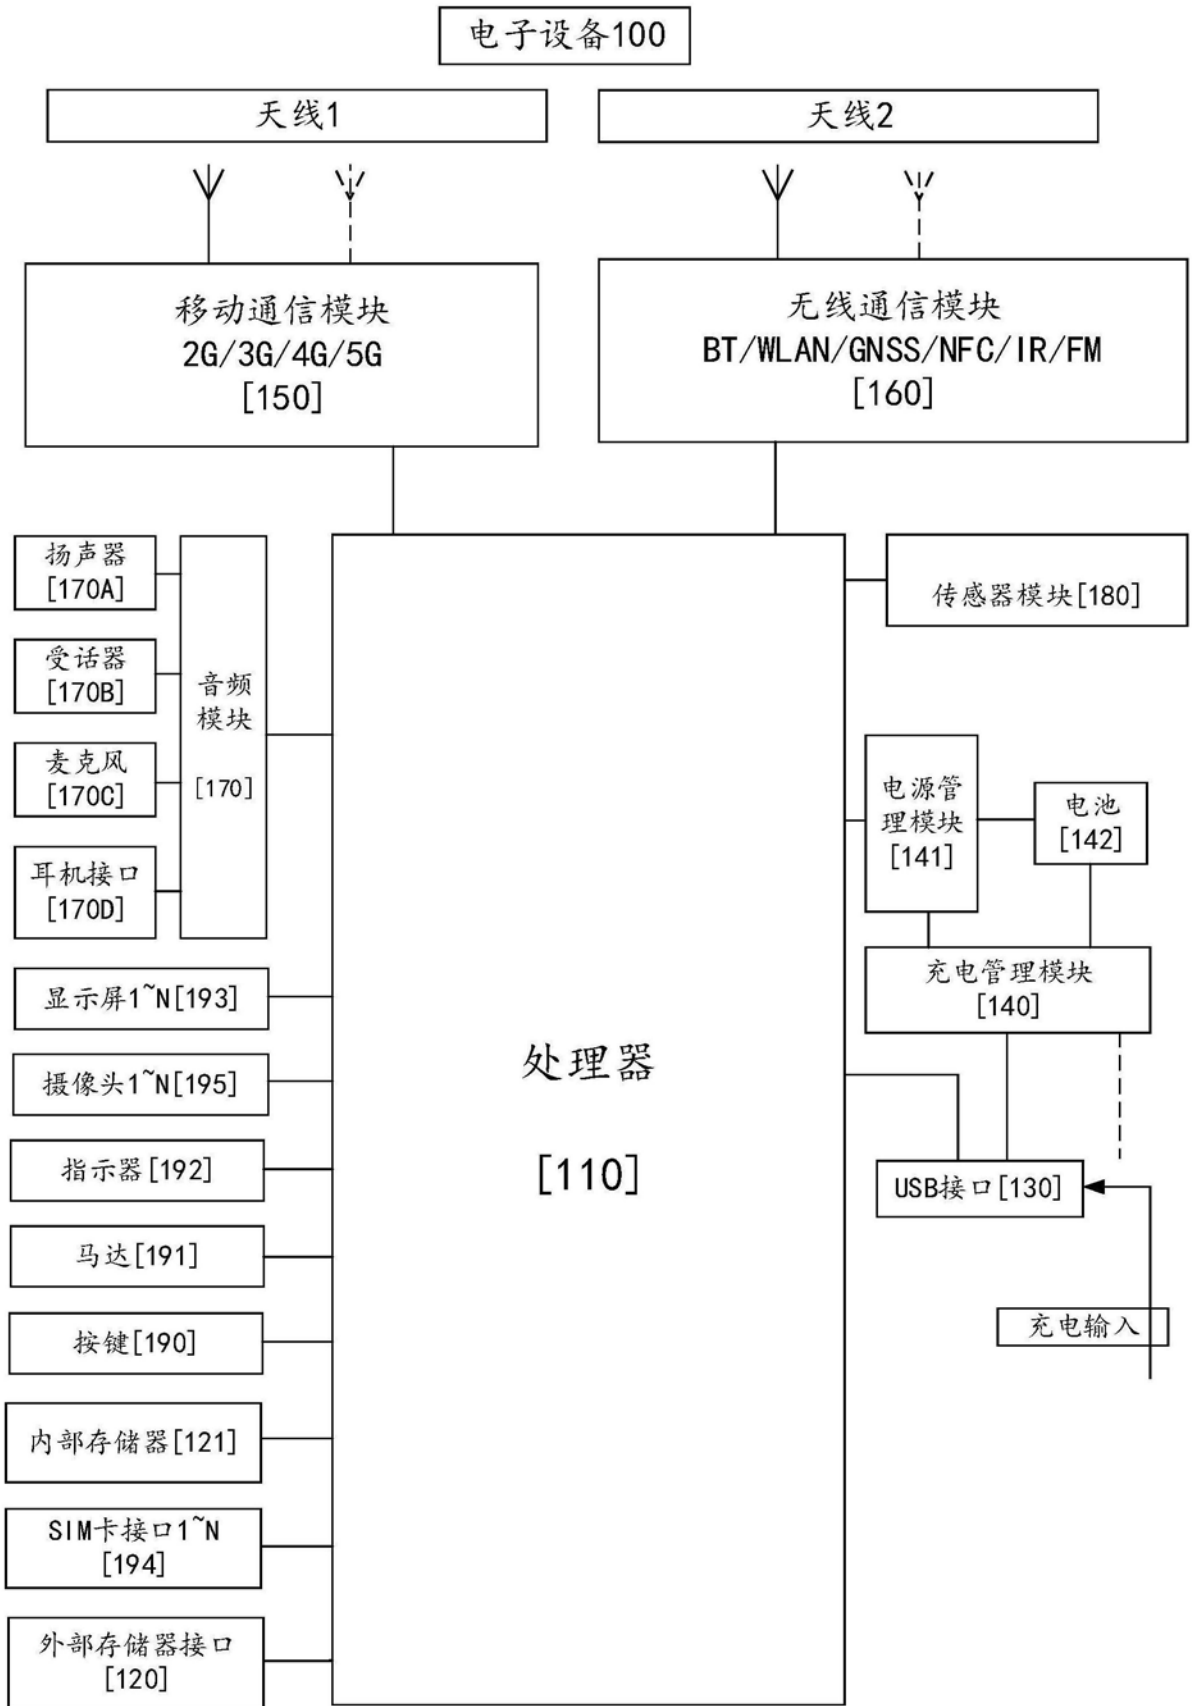 电子设备100
天线1
天线2
移动通信模块
2G/3G/4G/5G
[150]
无线通信模块
BT/WLAN/GNSS/NFC/IR/FM
[160]
扬声器
[170A]
受话器
[170B]
麦克风
[170C]
耳机接口
[170D]
音频
模块
[170]
显示屏1~N[193]
摄像头1~N[195]
指示器[192]
马达[191]
按键[190]
内部存储器[121]
SIM卡接口1~N
[194]
外部存储器接口
[120]
处理器
[110]
传感器模块[180]
电源管
理模块
[141]
电池
[142]
充电管理模块
[140]
USB接口[130]
充电输入